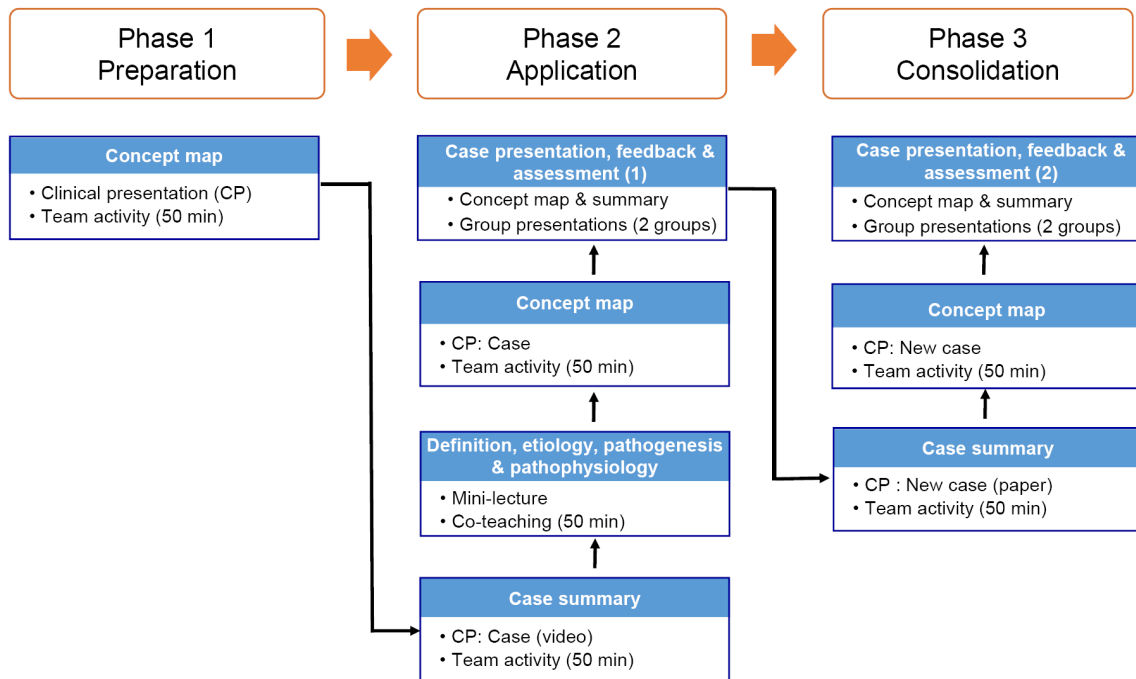 Phase 1
Preparation
Phase 2
Application
Phase 3
Consolidation
Concept map
• Clinical presentation (CP)
• Team activity (50 min)
Case presentation, feedback &
assessment (1)
• Concept map & summary
• Group presentations (2 groups)
Concept map
• CP: Case
• Team activity (50 min)
Definition, etiology, pathogenesis
& pathophysiology
• Mini-lecture
• Co-teaching (50 min)
Case summary
• CP: Case (video)
• Team activity (50 min)
Case presentation, feedback &
assessment (2)
• Concept map & summary
• Group presentations (2 groups)
Concept map
• CP: New case
• Team activity (50 min)
Case summary
• CP : New case (paper)
• Team activity (50 min)